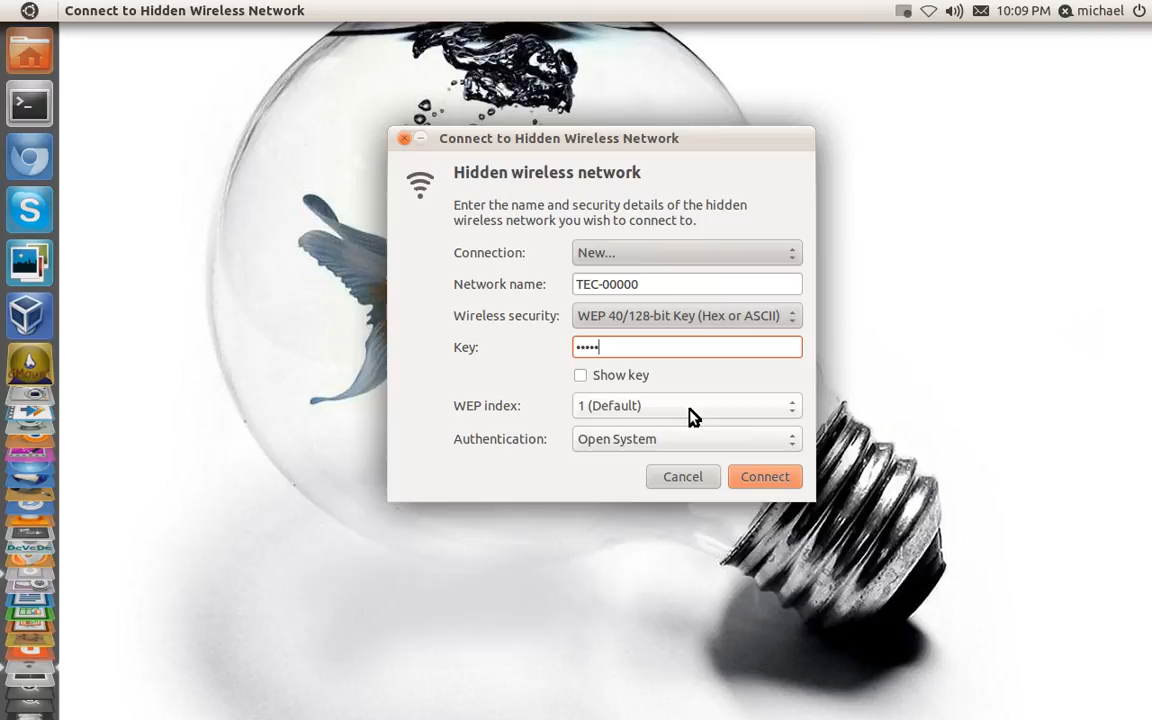 Connect to Hidden Wireless Network
10:09 PM
michael
Connect to Hidden Wireless Network
Hidden wireless network
Enter the name and security details of the hidden
wireless network you wish to connect to.
Connection: New...
Network name: TEC-00000
Wireless security: WEP 40/128-bit Key (Hex or ASCII)
Key: •••••
Show key
WEP index: 1 (Default)
Authentication: Open System
Cancel Connect
DeVeDe